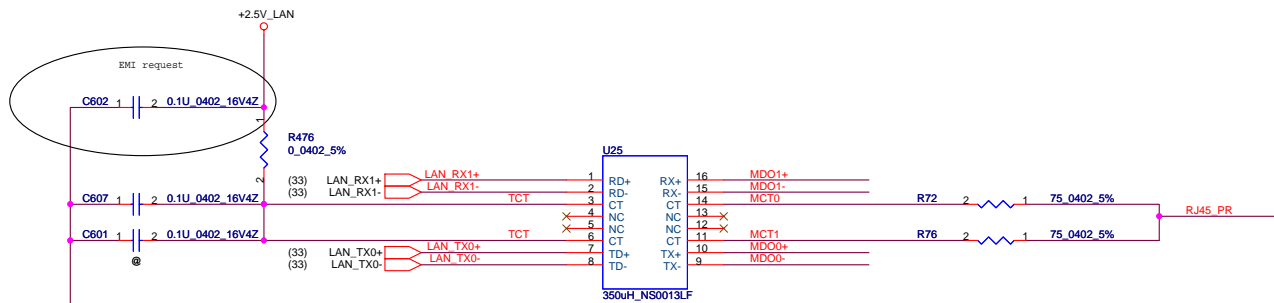 +2.5V_LAN
EMI request
C602 1 2 0.1U_0402_16V4Z
1
R476
0_0402_5%
2
U25
(33) LAN_RX1+ LAN_RX1+ 1 RD+ RX+ 16 MDO1+
(33) LAN_RX1- LAN_RX1- 2 RD- RX- 15 MDO1-
C607 1 2 0.1U_0402_16V4Z TCT 3 CT CT 14 MCT0 R72 2 1 75_0402_5%
4 NC NC 13
RJ45_PR
5 NC NC 12
C601 1 2 0.1U_0402_16V4Z TCT 6 CT CT 11 MCT1 R76 2 1 75_0402_5%
@
(33) LAN_TX0+ LAN_TX0+ 7 TD+ TX+ 10 MDO0+
(33) LAN_TX0- LAN_TX0- 8 TD- TX- 9 MDO0-
350uH_NS0013LF